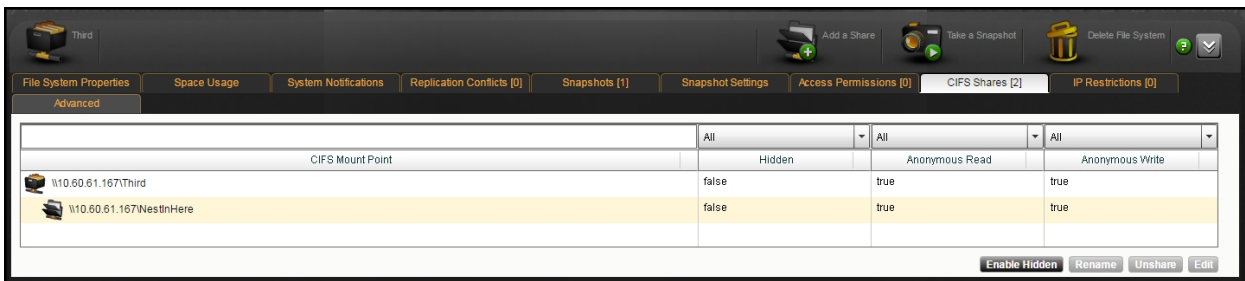 Third
Add a Share
Take a Snapshot
Delete File System
?
File System Properties
Space Usage
System Notifications
Replication Conflicts [0]
Snapshots [1]
Snapshot Settings
Access Permissions [0]
CIFS Shares [2]
IP Restrictions [0]
Advanced
All
All
All
CIFS Mount Point
Hidden
Anonymous Read
Anonymous Write
\\10.60.61.167\Third
false
true
true
\\10.60.61.167\NestInHere
false
true
true
Enable Hidden
Rename
Unshare
Edit